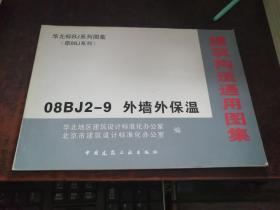 华北标BJ系列图集
(原88J系列)
建筑构造通用图集
08BJ2-9 外墙外保温
华北地区建筑设计标准化办公室
北京市建筑设计标准化办公室
编
中国建筑工业出版社